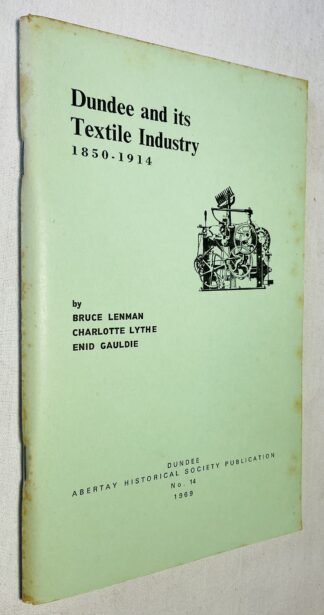 Dundee and its
Textile Industry
1850-1914
by
BRUCE LENMAN
CHARLOTTE LYTHE
ENID GAULDIE
DUNDEE
ABERTAY HISTORICAL SOCIETY PUBLICATION
No. 14
1969